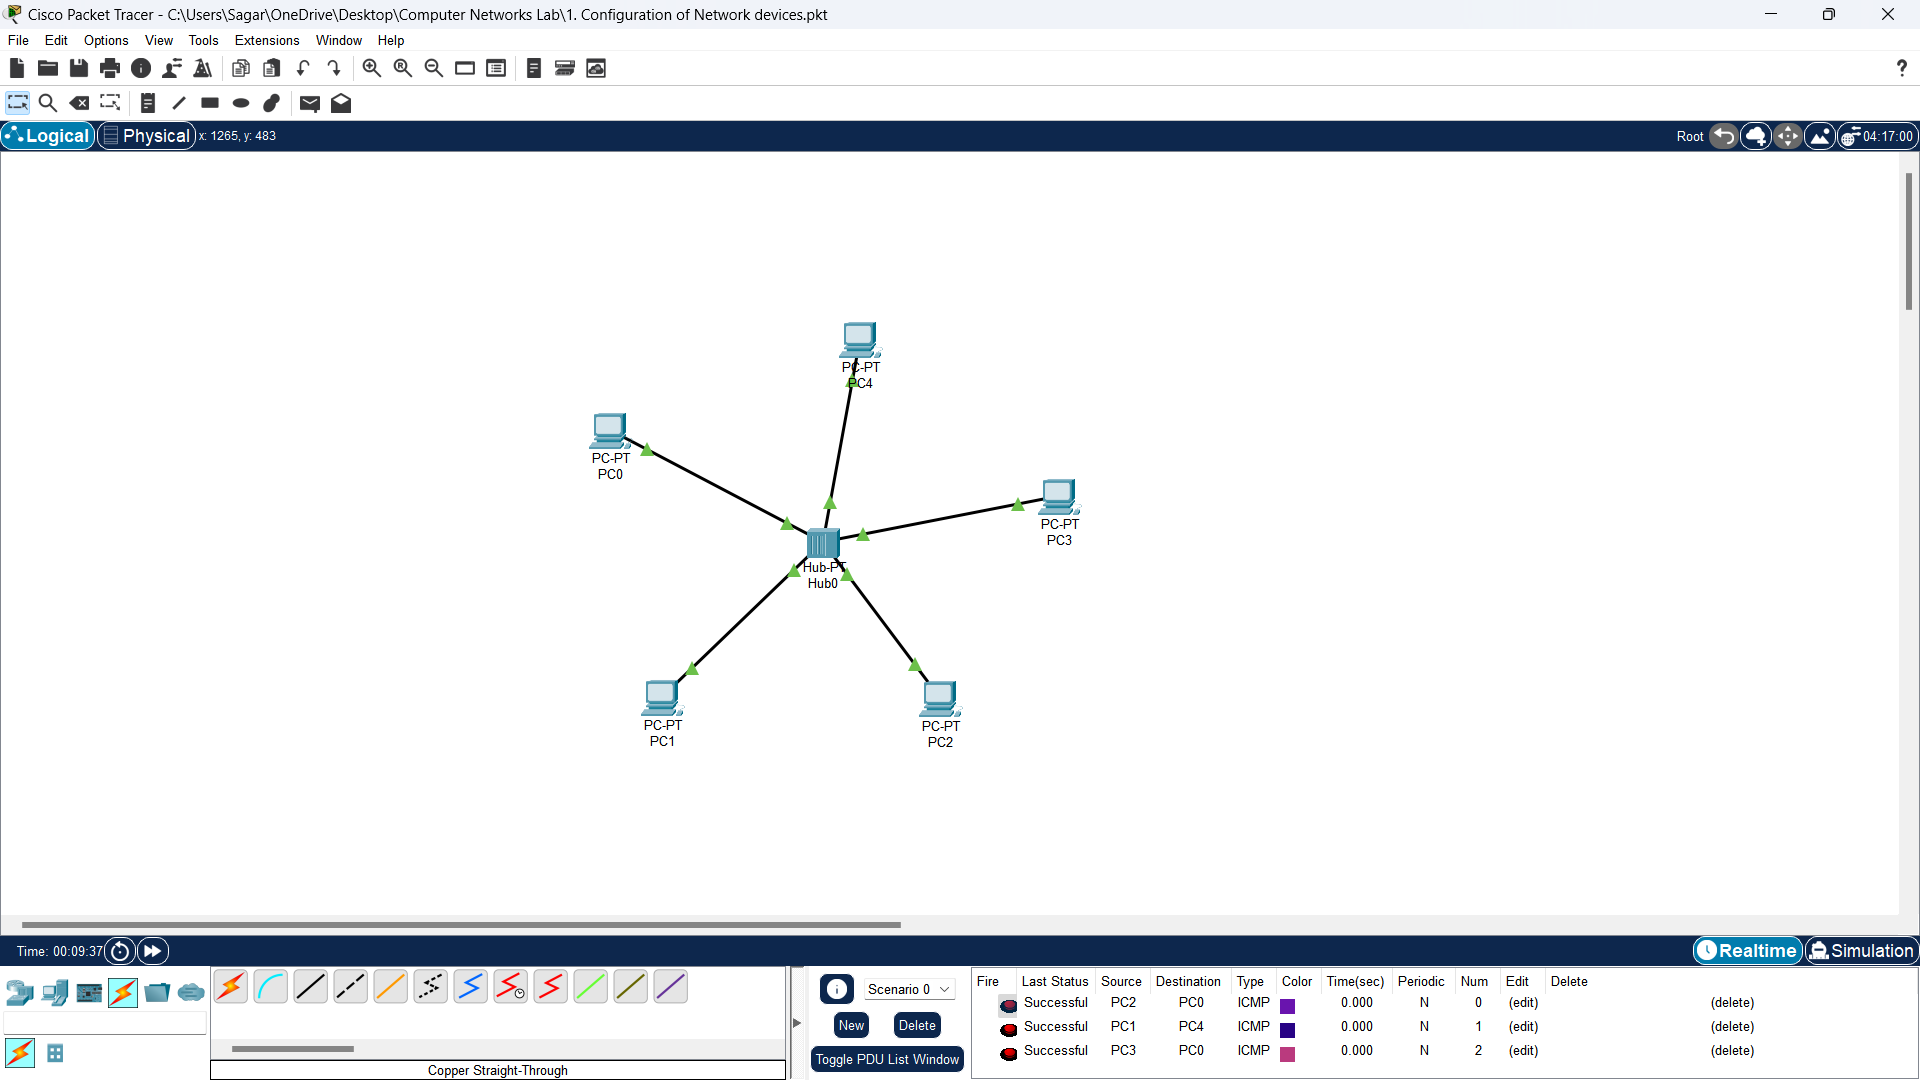 Cisco Packet Tracer - C:\Users\Sagar\OneDrive\Desktop\Computer Networks Lab\1. Configuration of Network devices.pkt
File Edit Options View Tools Extensions Window Help
Logical Physical x: 1265, y: 483 Root 04:17:00
PC-PT
PC4
PC-PT
PC0
PC-PT
PC3
Hub-PT
Hub0
PC-PT
PC1
PC-PT
PC2
Time: 00:09:37 Realtime Simulation
Scenario 0
New Delete
Toggle PDU List Window
Copper Straight-Through
Fire Last Status Source Destination Type Color Time(sec) Periodic Num Edit Delete
Successful PC2 PC0 ICMP 0.000 N 0 (edit) (delete)
Successful PC1 PC4 ICMP 0.000 N 1 (edit) (delete)
Successful PC3 PC0 ICMP 0.000 N 2 (edit) (delete)